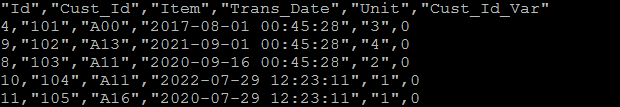 "Id","Cust_Id","Item","Trans_Date","Unit","Cust_Id_Var"
4,"101","A00","2017-08-01 00:45:28","3",0
9,"102","A13","2021-09-01 00:45:28","4",0
8,"103","A11","2020-09-16 00:45:28","2",0
10,"104","A11","2022-07-29 12:23:11","1",0
11,"105","A16","2020-07-29 12:23:11","1",0